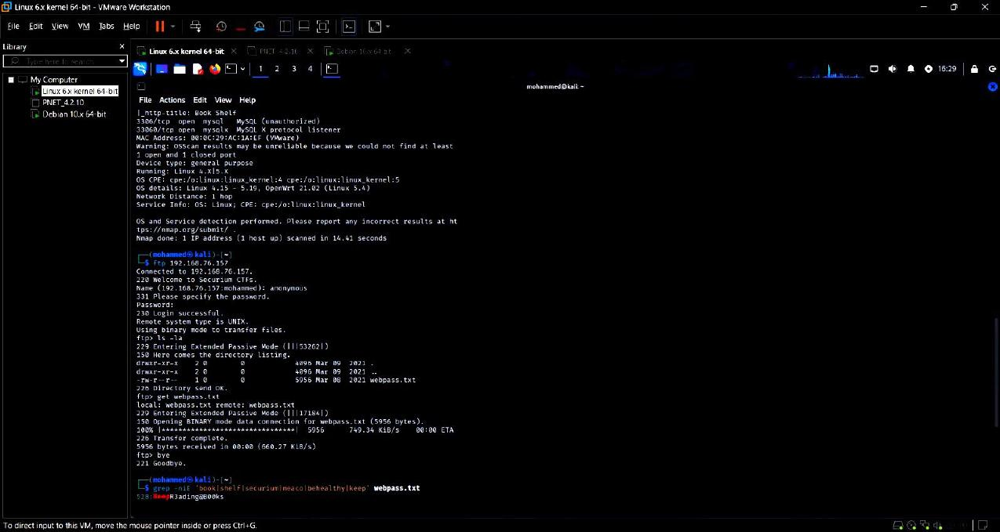 Linux 6.x kernel 64-bit - VMware Workstation
File Edit View VM Tabs Help
Library
Type here to search
Linux 6.x kernel 64-bit
PNET_4.2.10
Debian 10.x 64-bit
1 2 3 4
16:29
My Computer
Linux 6.x kernel 64-bit
PNET_4.2.10
Debian 10.x 64-bit
mohammed@kali: ~
File Actions Edit View Help
|_http-title: Book Shelf
3306/tcp open mysql MySQL (unauthorized)
33060/tcp open mysqlx MySQL X protocol listener
MAC Address: 00:0C:29:AC:1A:EF (VMware)
Warning: OSScan results may be unreliable because we could not find at least
1 open and 1 closed port
Device type: general purpose
Running: Linux 4.X|5.X
OS CPE: cpe:/o:linux:linux_kernel:4 cpe:/o:linux:linux_kernel:5
OS details: Linux 4.15 - 5.19, OpenWrt 21.02 (Linux 5.4)
Network Distance: 1 hop
Service Info: OS: Linux; CPE: cpe:/o:linux:linux_kernel
OS and Service detection performed. Please report any incorrect results at ht
tps://nmap.org/submit/ .
Nmap done: 1 IP address (1 host up) scanned in 14.41 seconds
(mohammed㉿kali)-[~]
$ ftp 192.168.76.157
Connected to 192.168.76.157.
220 Welcome to Securium CTFs.
Name (192.168.76.157:mohammed): anonymous
331 Please specify the password.
Password:
230 Login successful.
Remote system type is UNIX.
Using binary mode to transfer files.
ftp> ls -la
229 Entering Extended Passive Mode (|||53262|)
150 Here comes the directory listing.
drwxr-xr-x 2 0 0 4096 Mar 09 2021 .
drwxr-xr-x 2 0 0 4096 Mar 09 2021 ..
-rw-r--r-- 1 0 0 5956 Mar 08 2021 webpass.txt
226 Directory send OK.
ftp> get webpass.txt
local: webpass.txt remote: webpass.txt
229 Entering Extended Passive Mode (|||17184|)
150 Opening BINARY mode data connection for webpass.txt (5956 bytes).
100% |********************************| 5956 749.34 KiB/s 00:00 ETA
226 Transfer complete.
5956 bytes received in 00:00 (660.27 KiB/s)
ftp> bye
221 Goodbye.
(mohammed㉿kali)-[~]
$ grep -niE 'book|shelf|securium|meaco|behealthy|keep' webpass.txt
528:KeepR3ading@B00ks
To direct input to this VM, move the mouse pointer inside or press Ctrl+G.